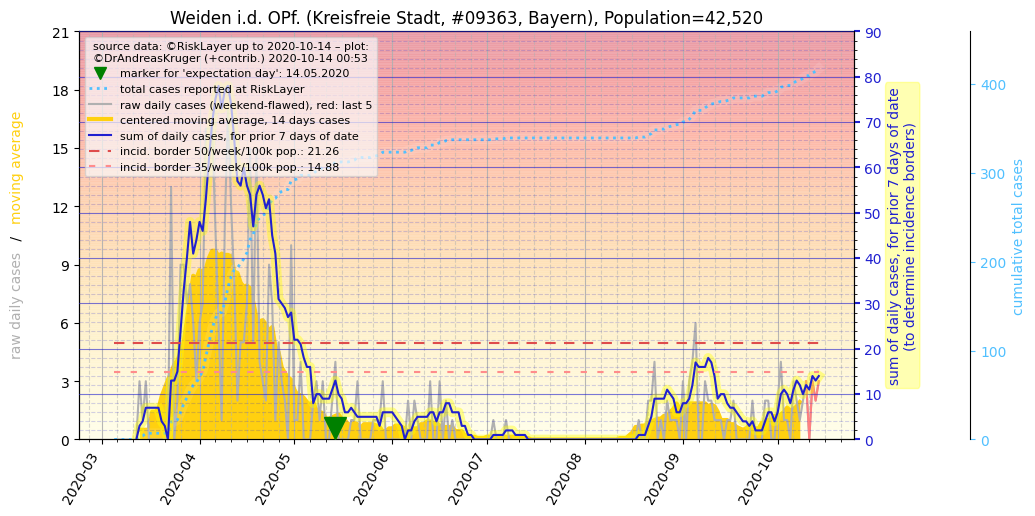 Weiden i.d. OPf. (Kreisfreie Stadt, #09363, Bayern), Population=42,520
source data: ©RiskLayer up to 2020-10-14 – plot:
©DrAndreasKruger (+contrib.) 2020-10-14 00:53
marker for 'expectation day': 14.05.2020
total cases reported at RiskLayer
raw daily cases (weekend-flawed), red: last 5
centered moving average, 14 days cases
sum of daily cases, for prior 7 days of date
incid. border 50/week/100k pop.: 21.26
incid. border 35/week/100k pop.: 14.88
raw daily cases / moving average
21
18
15
12
9
6
3
0
2020-03
2020-04
2020-05
2020-06
2020-07
2020-08
2020-09
2020-10
90
80
70
60
50
40
30
20
10
0
sum of daily cases, for prior 7 days of date
(to determine incidence borders)
400
300
200
100
0
cumulative total cases